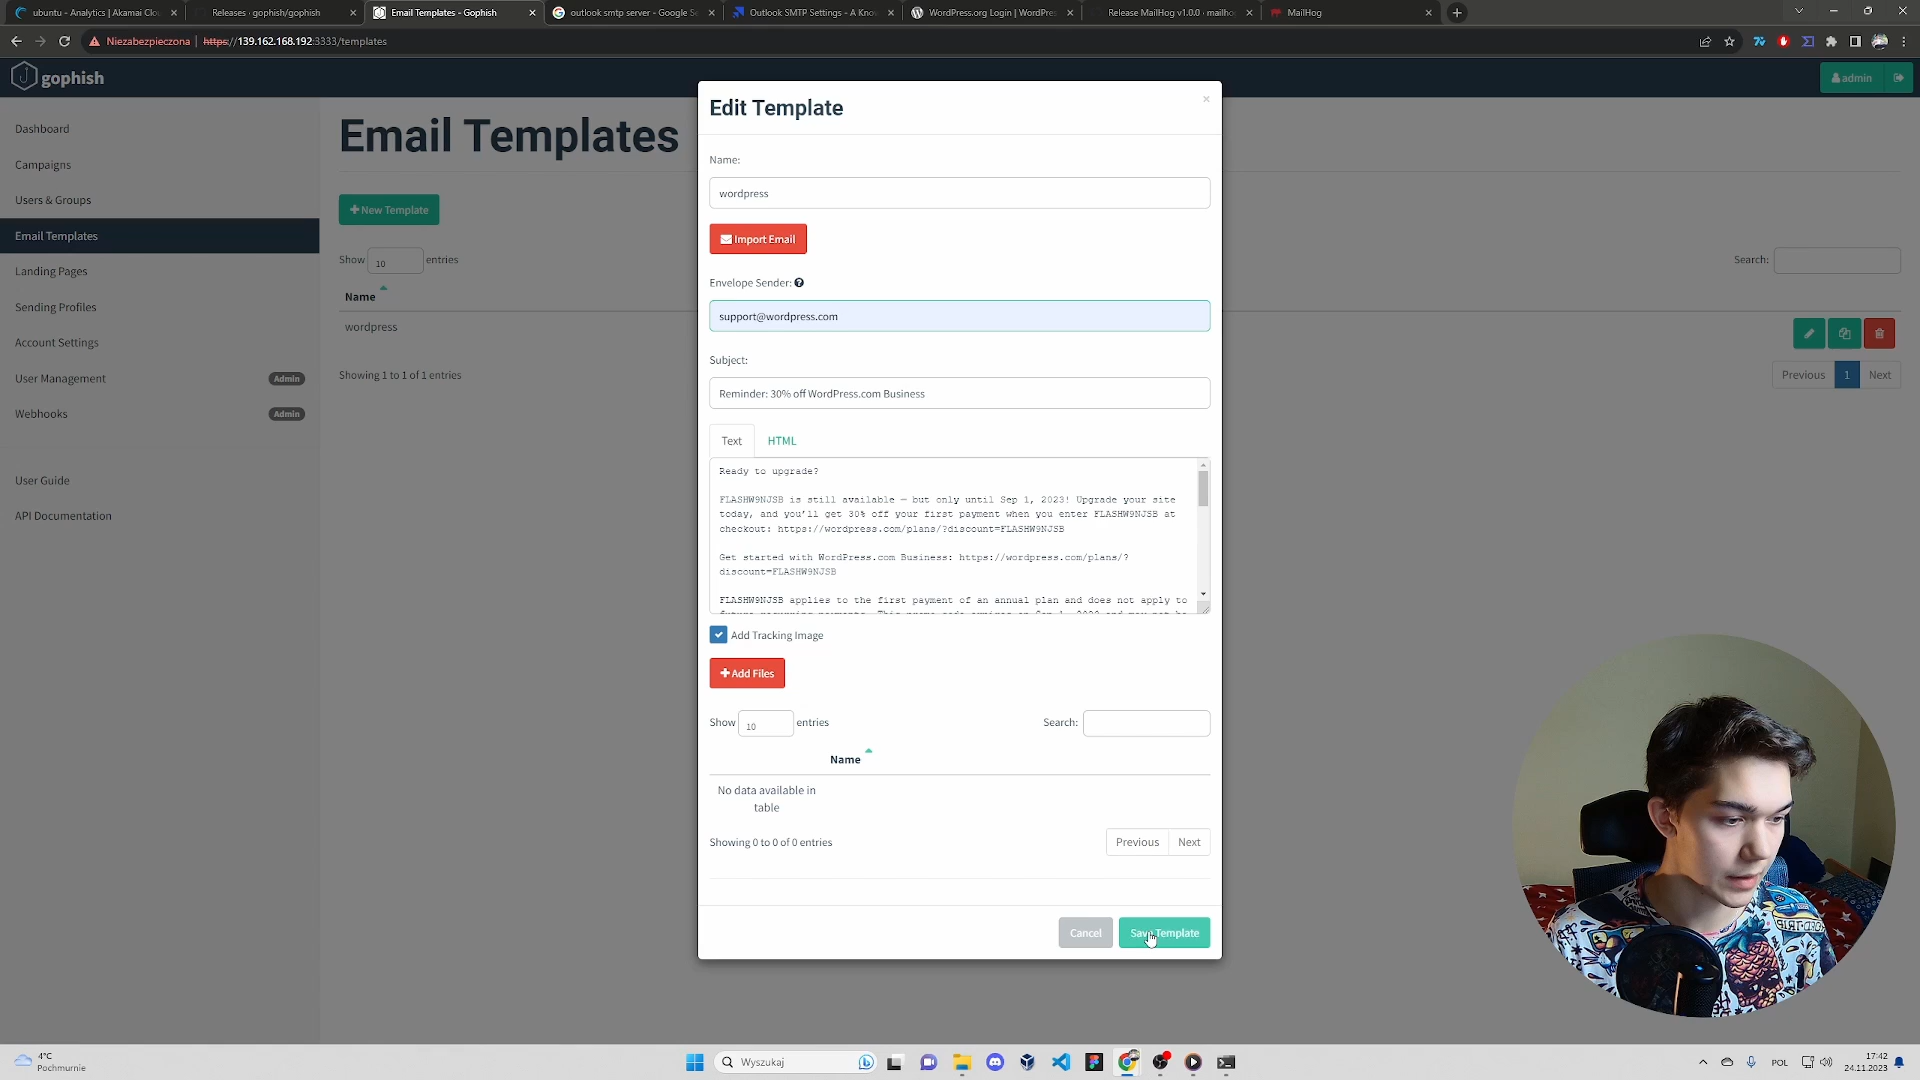 ubuntu - Analytics | Akamai Clo
Releases · gophish/gophish
Email Templates - Gophish
outlook smtp server - Google Se
Outlook SMTP Settings - A Know
WordPress.org Login | WordPres
Release MailHog v1.0.0 · mailho
MailHog
Niezabezpieczona
https://139.162.168.192:3333/templates
gophish
admin
Dashboard
Campaigns
Users & Groups
Email Templates
Landing Pages
Sending Profiles
Account Settings
User Management Admin
Webhooks Admin
User Guide
API Documentation
Email Templates
New Template
Show 10 entries
Search:
Name
wordpress
Showing 1 to 1 of 1 entries
Previous 1 Next
Edit Template
×
Name:
wordpress
Import Email
Envelope Sender:
support@wordpress.com
Subject:
Reminder: 30% off WordPress.com Business
Text HTML
Ready to upgrade?
FLASHW9NJSB is still available — but only until Sep 1, 2023! Upgrade your site
today, and you'll get 30% off your first payment when you enter FLASHW9NJSB at
checkout: https://wordpress.com/plans/?discount=FLASHW9NJSB
Get started with WordPress.com Business: https://wordpress.com/plans/?
discount=FLASHW9NJSB
FLASHW9NJSB applies to the first payment of an annual plan and does not apply to
Add Tracking Image
Add Files
Show 10 entries
Search:
Name
No data available in
table
Showing 0 to 0 of 0 entries
Previous Next
Cancel
Save Template
4°C
Pochmurnie
Wyszukaj
POL
17:42
24.11.2023